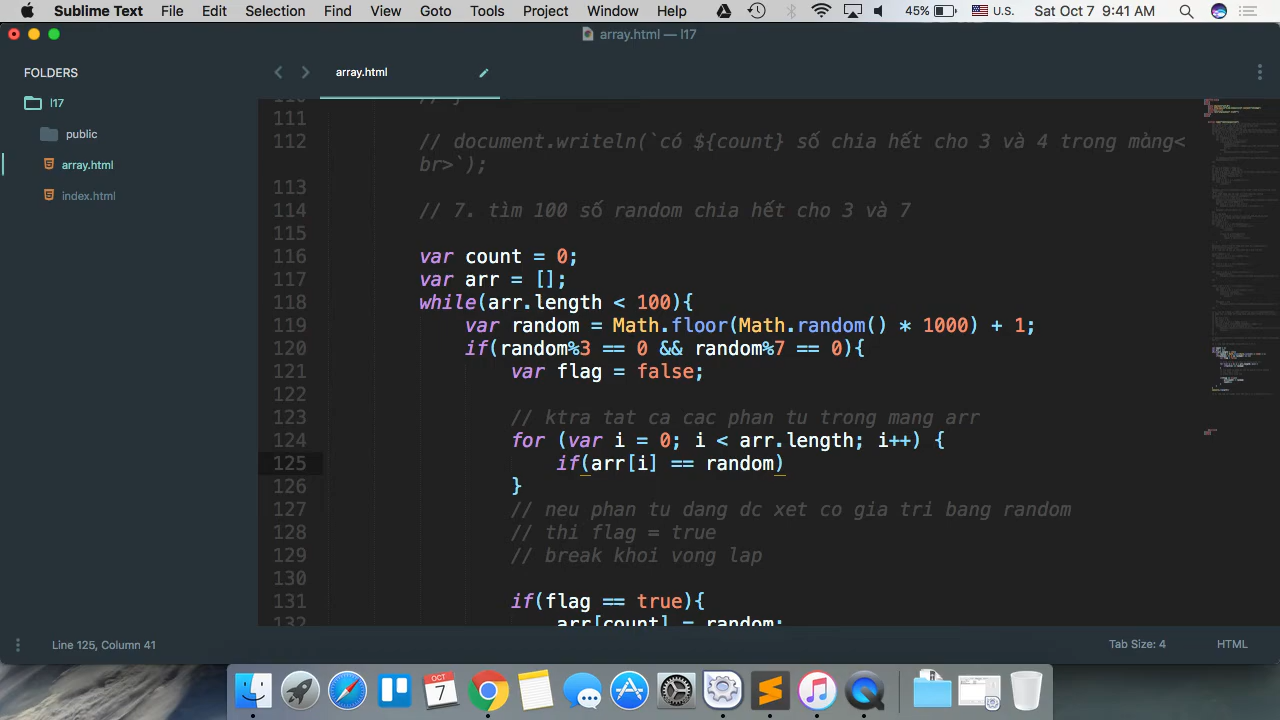 Sublime Text File Edit Selection Find View Goto Tools Project Window Help 45% U.S. Sat Oct 7 9:41 AM
array.html — l17
FOLDERS
l17
public
array.html
index.html
array.html
110 // }
111
112 // document.writeln(`có ${count} số chia hết cho 3 và 4 trong mảng<
br>`);
113
114 // 7. tìm 100 số random chia hết cho 3 và 7
115
116 var count = 0;
117 var arr = [];
118 while(arr.length < 100){
119 var random = Math.floor(Math.random() * 1000) + 1;
120 if(random%3 == 0 && random%7 == 0){
121 var flag = false;
122
123 // ktra tat ca cac phan tu trong mang arr
124 for (var i = 0; i < arr.length; i++) {
125 if(arr[i] == random)
126 }
127 // neu phan tu dang dc xet co gia tri bang random
128 // thi flag = true
129 // break khoi vong lap
130
131 if(flag == true){
132 arr[count] = random;
Line 125, Column 41 Tab Size: 4 HTML
OCT
7